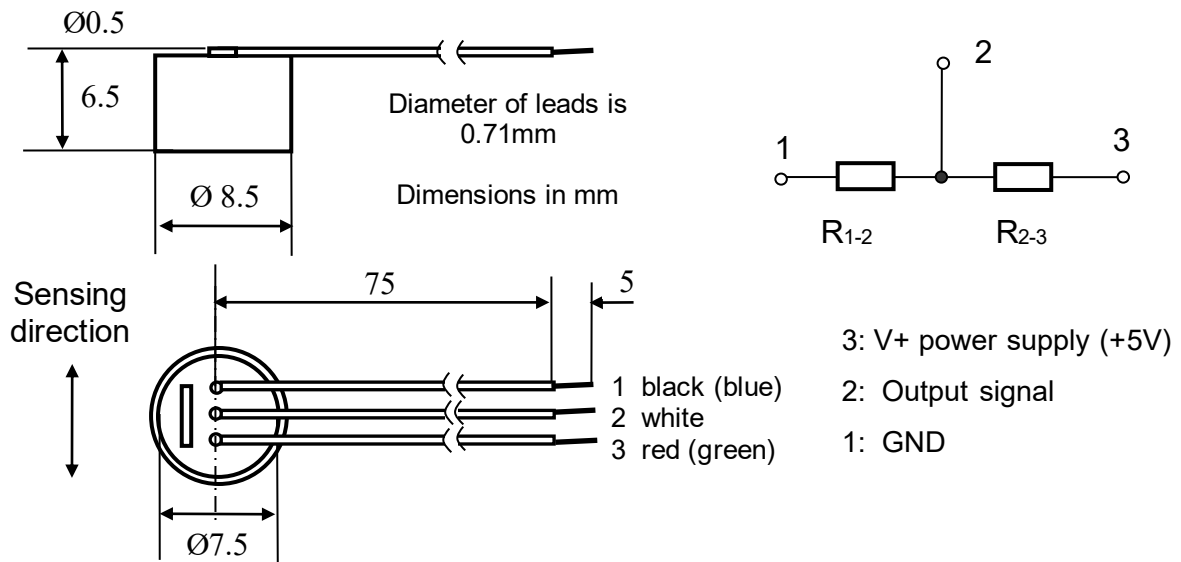 Ø0.5
6.5
Diameter of leads is
0.71mm
Ø 8.5
Dimensions in mm
2
1
3
R1-2
R2-3
75
5
Sensing
direction
1 black (blue)
2 white
3 red (green)
Ø7.5
3: V+ power supply (+5V)
2: Output signal
1: GND